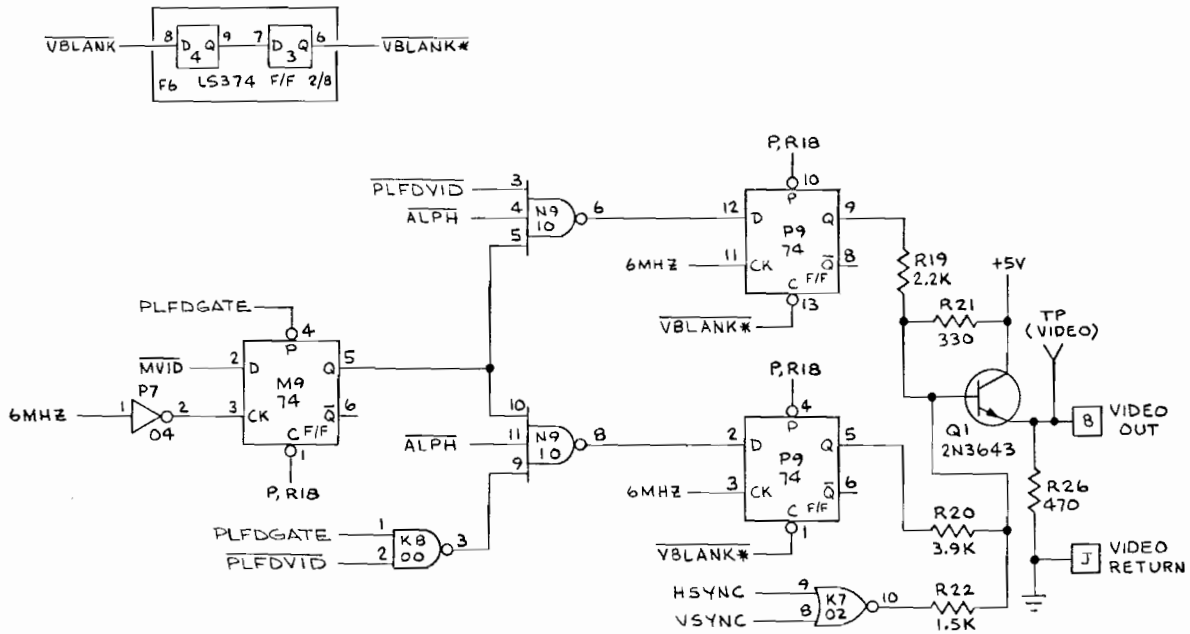 VBLANK 8 D Q 9 7 D Q 6 VBLANK*
4 3
F6 LS374 F/F 2/8
P,R18
10
PLFDVID 3
ALPH 4 N9 10 6
5
12 D P Q 9
P9
74
6MHZ 11 CK Q 8
C F/F
13
VBLANK*
R19
2.2K
+5V
R21
330
TP
(VIDEO)
PLFDGATE
4
P
MVID 2 D Q 5
M9
74
P7
6MHZ 1 2 3 CK Q 6
04
C F/F
1
P,R18
10
ALPH 11 N9 10 8
9
PLFDGATE 1
K8 00 3
PLFDVID 2
P,R18
4
P
2 D Q 5
P9
74
6MHZ 3 CK Q 6
C F/F
1
VBLANK*
Q1
2N3643
8 VIDEO OUT
R26
470
R20
3.9K
J VIDEO RETURN
HSYNC 9
K7 02 10
VSYNC 8
R22
1.5K